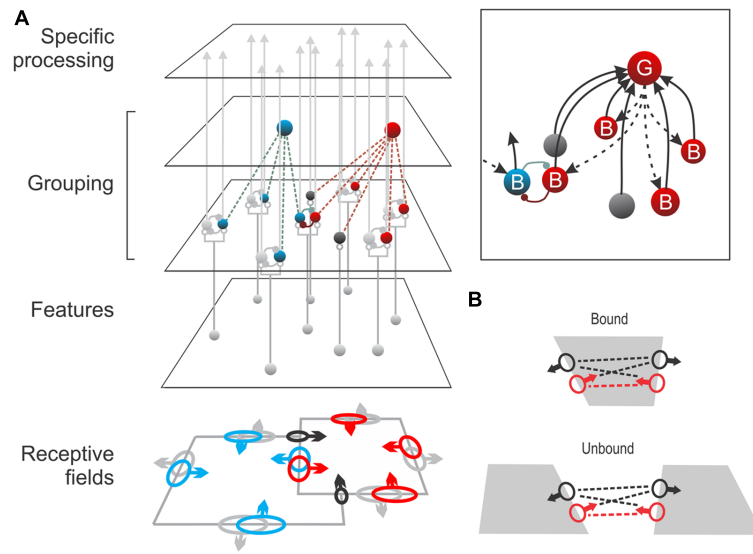 A
Specific
processing
Grouping
Features
Receptive
fields
G
B
B
B
B
B
B
Bound
Unbound